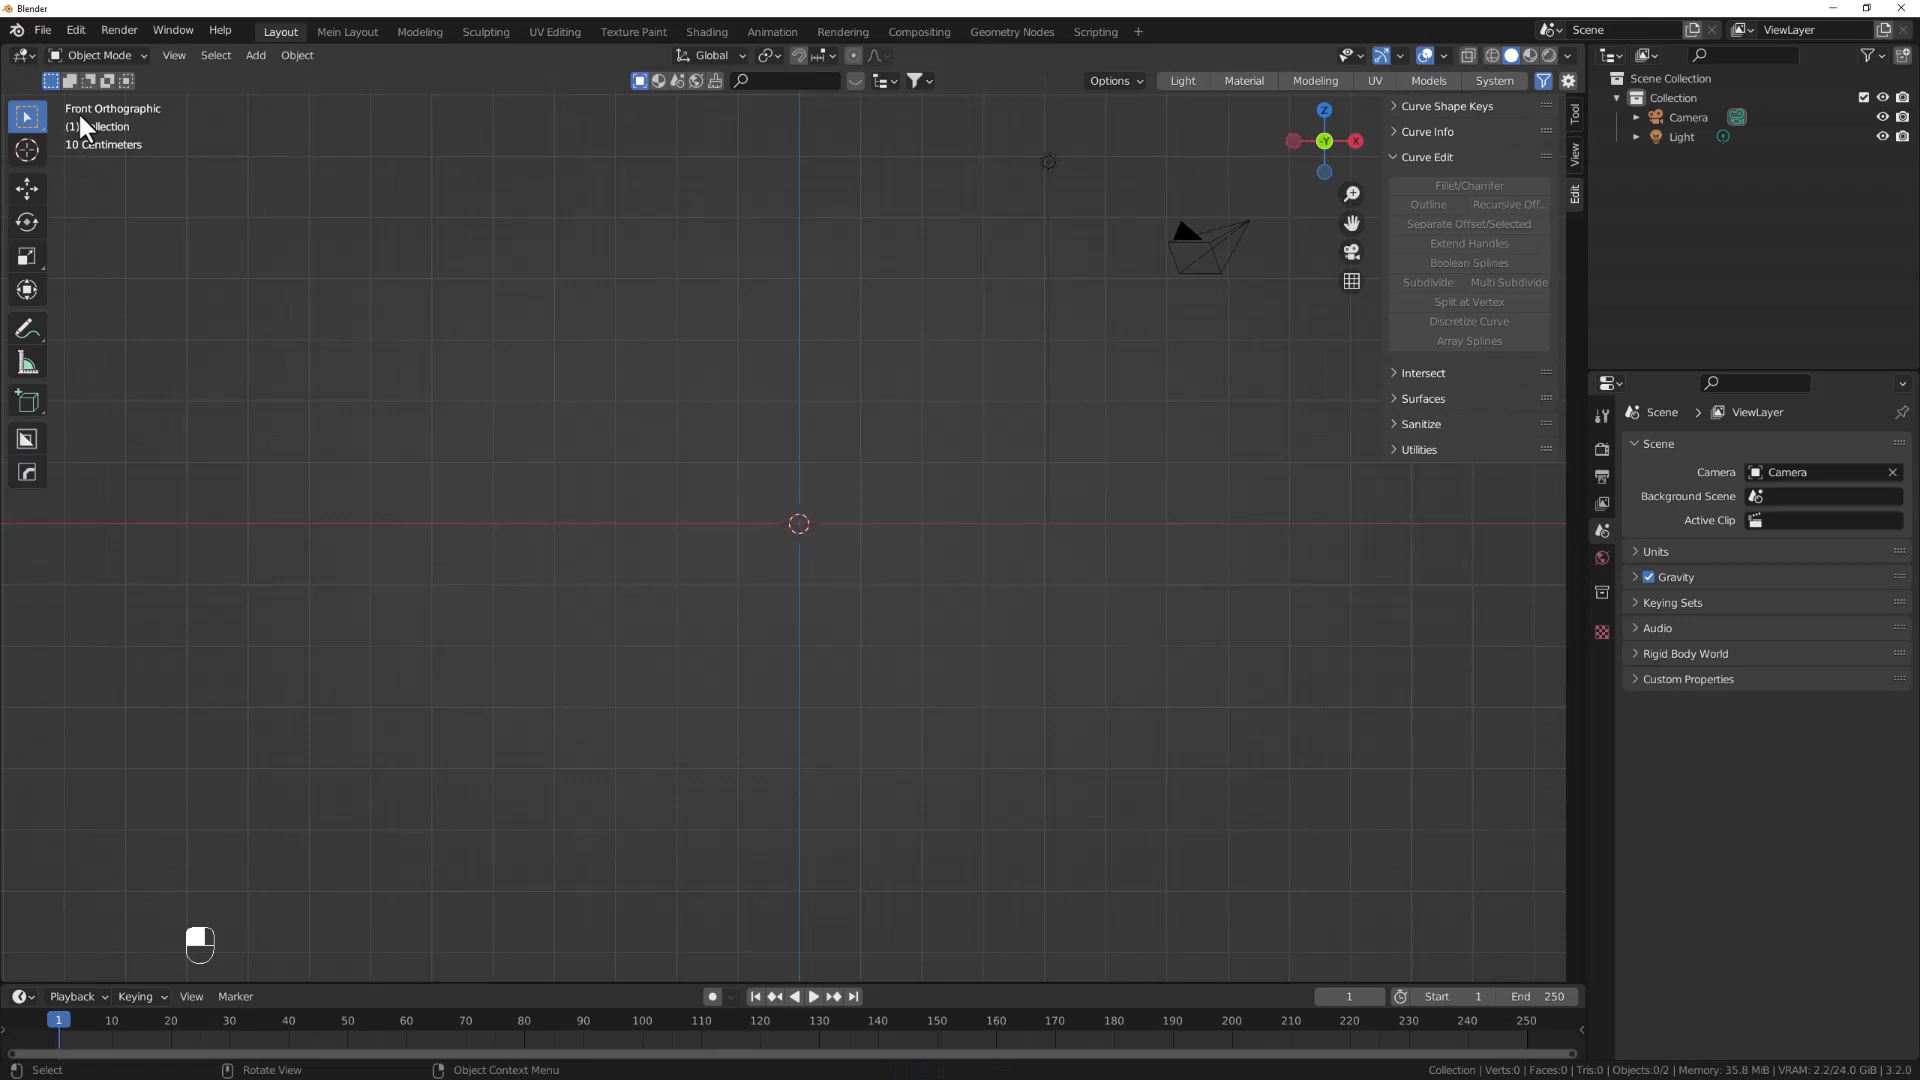 Blender
File Edit Render Window Help Layout Mein Layout Modeling Sculpting UV Editing Texture Paint Shading Animation Rendering Compositing Geometry Nodes Scripting + Scene ViewLayer
Object Mode View Select Add Object Global
Options Light Material Modeling UV Models System
Front Orthographic
(1) llection
10 Centimeters
Z
-Y
X
Curve Shape Keys
Curve Info
Curve Edit
Fillet/Chamfer
Outline Recursive Off...
Separate Offset/Selected
Extend Handles
Boolean Splines
Subdivide Multi Subdivide
Split at Vertex
Discretize Curve
Array Splines
Intersect
Surfaces
Sanitize
Utilities
Tool
View
Edit
Scene Collection
Collection
Camera
Light
Scene > ViewLayer
Scene
Camera Camera
Background Scene
Active Clip
Units
Gravity
Keying Sets
Audio
Rigid Body World
Custom Properties
Playback Keying View Marker 1 Start 1 End 250
1 10 20 30 40 50 60 70 80 90 100 110 120 130 140 150 160 170 180 190 200 210 220 230 240 250
Select Rotate View Object Context Menu Collection | Verts:0 | Faces:0 | Tris:0 | Objects:0/2 | Memory: 35.8 MiB | VRAM: 2.2/24.0 GiB | 3.2.0